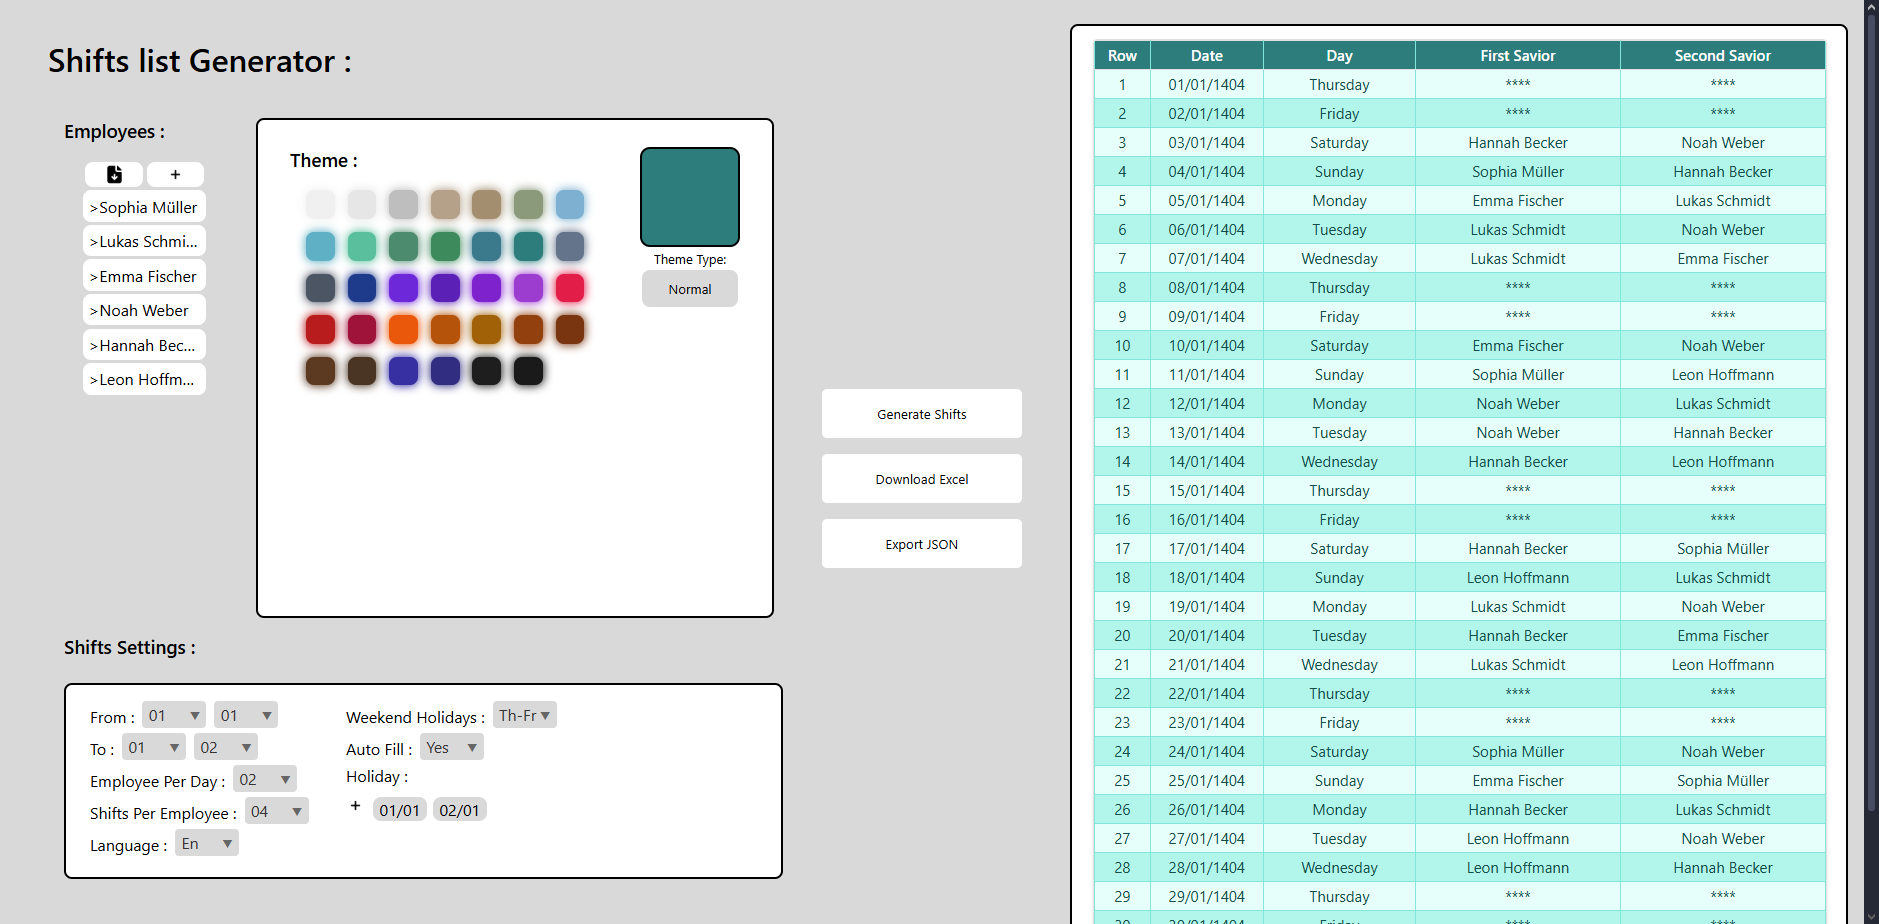 Shifts list Generator :
Employees :
+
>Sophia Müller
>Lukas Schmi...
>Emma Fischer
>Noah Weber
>Hannah Bec...
>Leon Hoffm...
Theme :
Theme Type:
Normal
Generate Shifts
Download Excel
Export JSON
Shifts Settings :
From : 01 ▼ 01 ▼
To : 01 ▼ 02 ▼
Employee Per Day : 02 ▼
Shifts Per Employee : 04 ▼
Language : En ▼
Weekend Holidays : Th-Fr ▼
Auto Fill : Yes ▼
Holiday :
+ 01/01 02/01
Row Date Day First Savior Second Savior
1 01/01/1404 Thursday **** ****
2 02/01/1404 Friday **** ****
3 03/01/1404 Saturday Hannah Becker Noah Weber
4 04/01/1404 Sunday Sophia Müller Hannah Becker
5 05/01/1404 Monday Emma Fischer Lukas Schmidt
6 06/01/1404 Tuesday Lukas Schmidt Noah Weber
7 07/01/1404 Wednesday Lukas Schmidt Emma Fischer
8 08/01/1404 Thursday **** ****
9 09/01/1404 Friday **** ****
10 10/01/1404 Saturday Emma Fischer Noah Weber
11 11/01/1404 Sunday Sophia Müller Leon Hoffmann
12 12/01/1404 Monday Noah Weber Lukas Schmidt
13 13/01/1404 Tuesday Noah Weber Hannah Becker
14 14/01/1404 Wednesday Hannah Becker Leon Hoffmann
15 15/01/1404 Thursday **** ****
16 16/01/1404 Friday **** ****
17 17/01/1404 Saturday Hannah Becker Sophia Müller
18 18/01/1404 Sunday Leon Hoffmann Lukas Schmidt
19 19/01/1404 Monday Lukas Schmidt Noah Weber
20 20/01/1404 Tuesday Hannah Becker Emma Fischer
21 21/01/1404 Wednesday Lukas Schmidt Leon Hoffmann
22 22/01/1404 Thursday **** ****
23 23/01/1404 Friday **** ****
24 24/01/1404 Saturday Sophia Müller Noah Weber
25 25/01/1404 Sunday Emma Fischer Sophia Müller
26 26/01/1404 Monday Hannah Becker Lukas Schmidt
27 27/01/1404 Tuesday Leon Hoffmann Noah Weber
28 28/01/1404 Wednesday Leon Hoffmann Hannah Becker
29 29/01/1404 Thursday **** ****